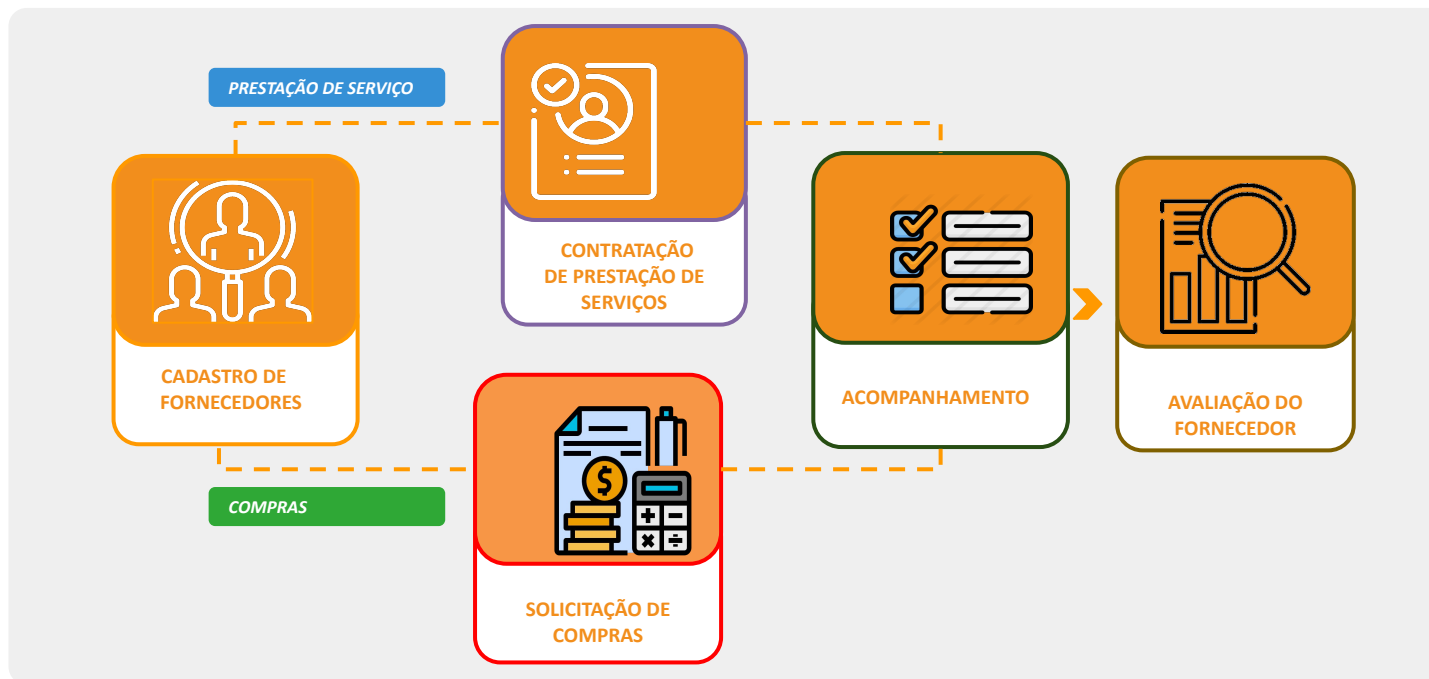 PRESTAÇÃO DE SERVIÇO
CONTRATAÇÃO
DE PRESTAÇÃO DE
SERVIÇOS
CADASTRO DE
FORNECEDORES
ACOMPANHAMENTO
AVALIAÇÃO DO
FORNECEDOR
COMPRAS
$
SOLICITAÇÃO DE
COMPRAS